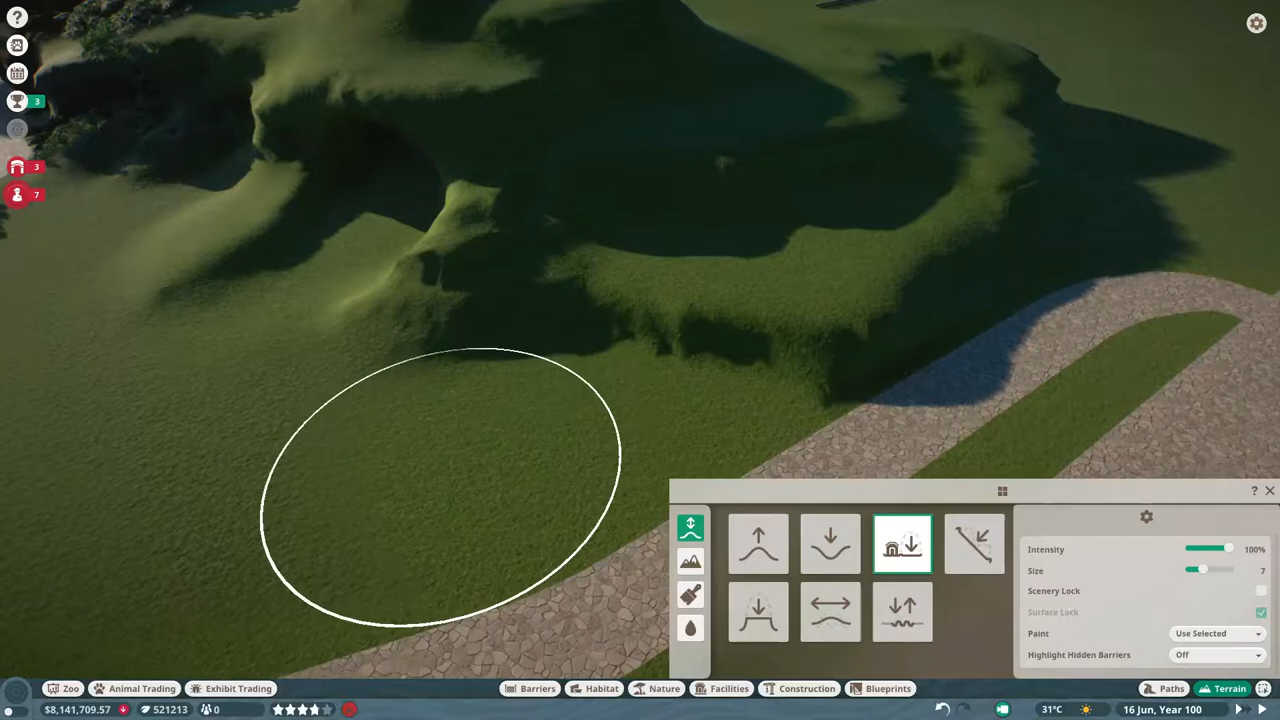 ?
3
3
7
?
Intensity 100%
Size 7
Scenery Lock
Surface Lock
Paint Use Selected
Highlight Hidden Barriers Off
Zoo Animal Trading Exhibit Trading Barriers Habitat Nature Facilities Construction Blueprints Paths Terrain
$8,141,709.57 521213 0 31°C 16 Jun, Year 100